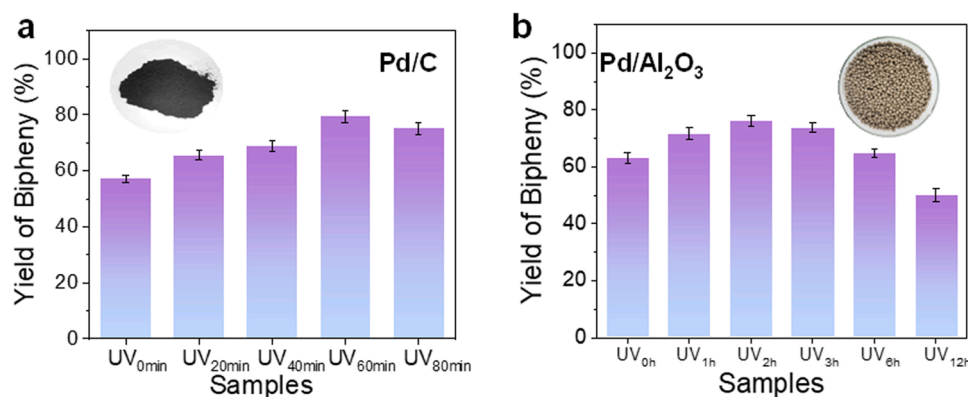 a
Pd/C
Yield of Bipheny (%)
100
80
60
40
20
0
UV0min UV20min UV40min UV60min UV80min
Samples
b
Pd/Al2O3
Yield of Bipheny (%)
100
80
60
40
20
0
UV0h UV1h UV2h UV3h UV6h UV12h
Samples